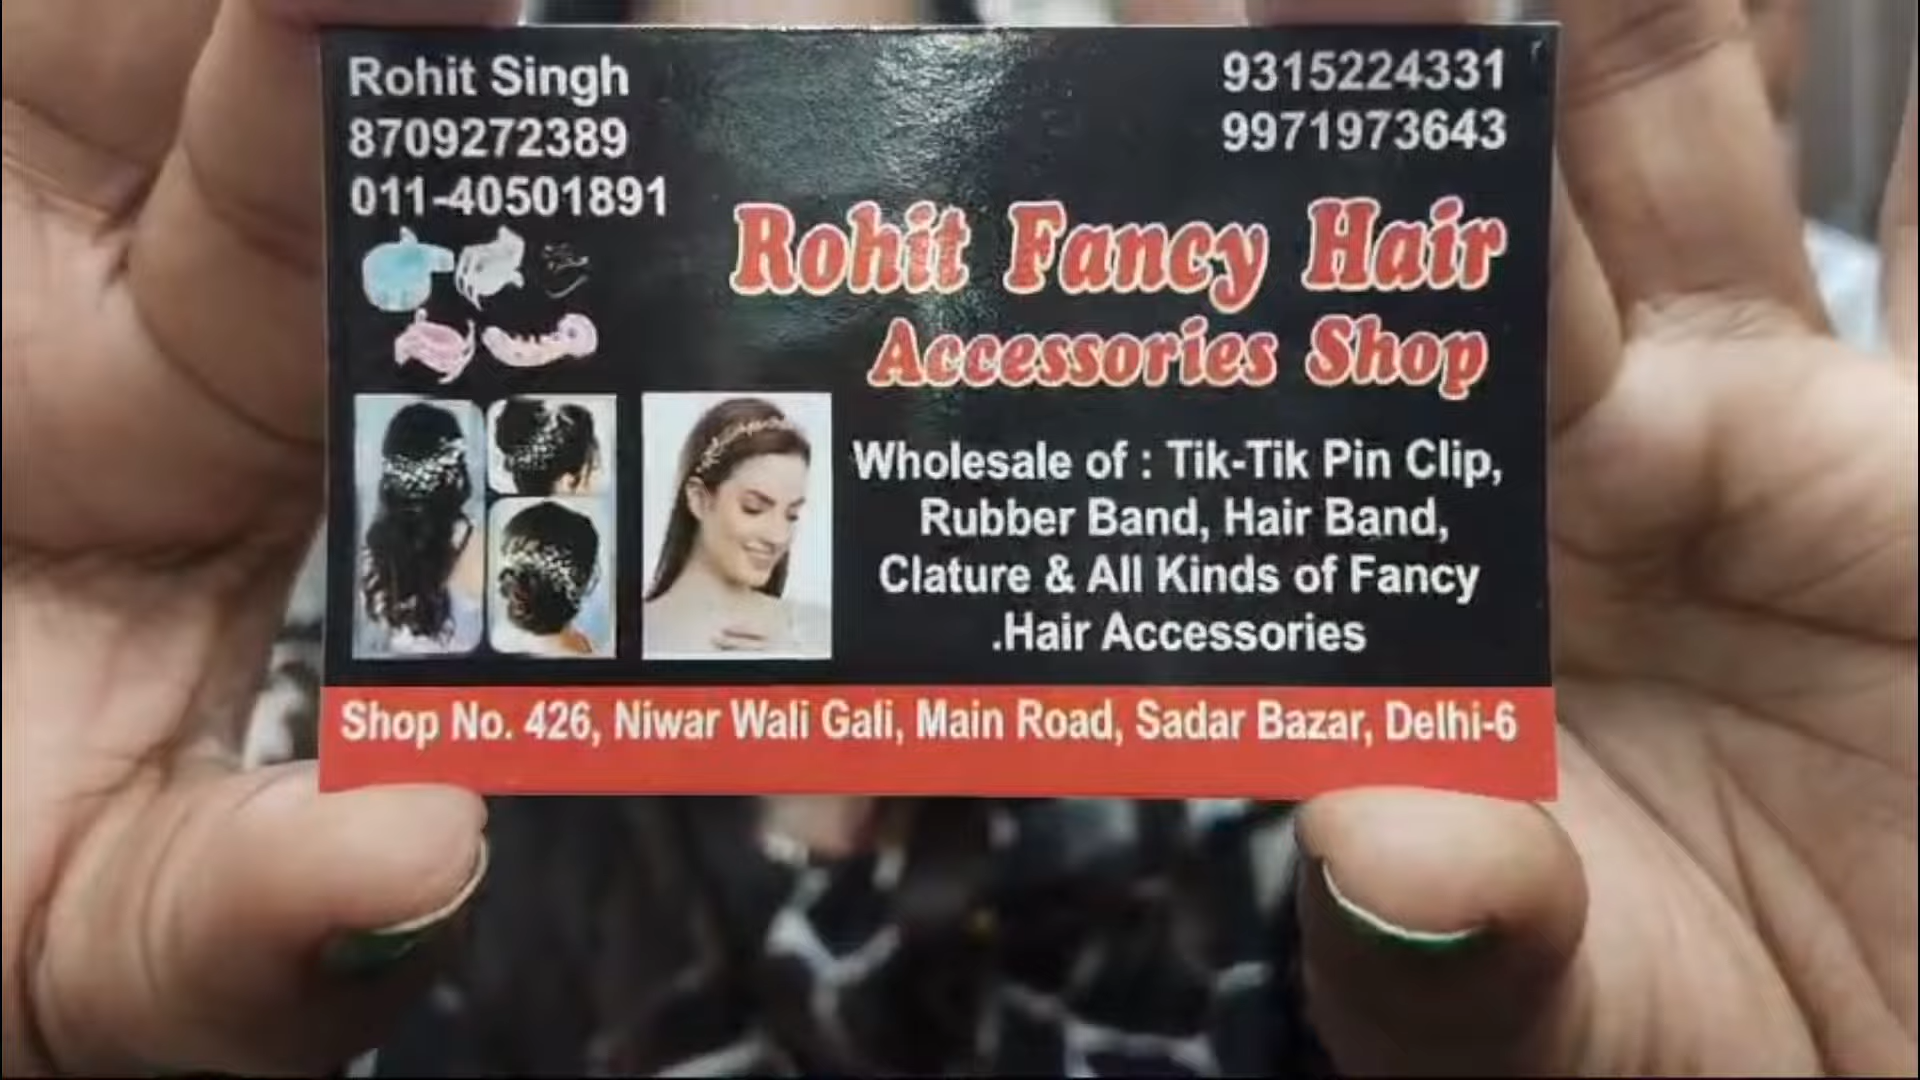 Rohit Singh
8709272389
011-40501891
9315224331
9971973643
Rohit Fancy Hair
Accessories Shop
Wholesale of : Tik-Tik Pin Clip,
Rubber Band, Hair Band,
Clature & All Kinds of Fancy
.Hair Accessories
Shop No. 426, Niwar Wali Gali, Main Road, Sadar Bazar, Delhi-6